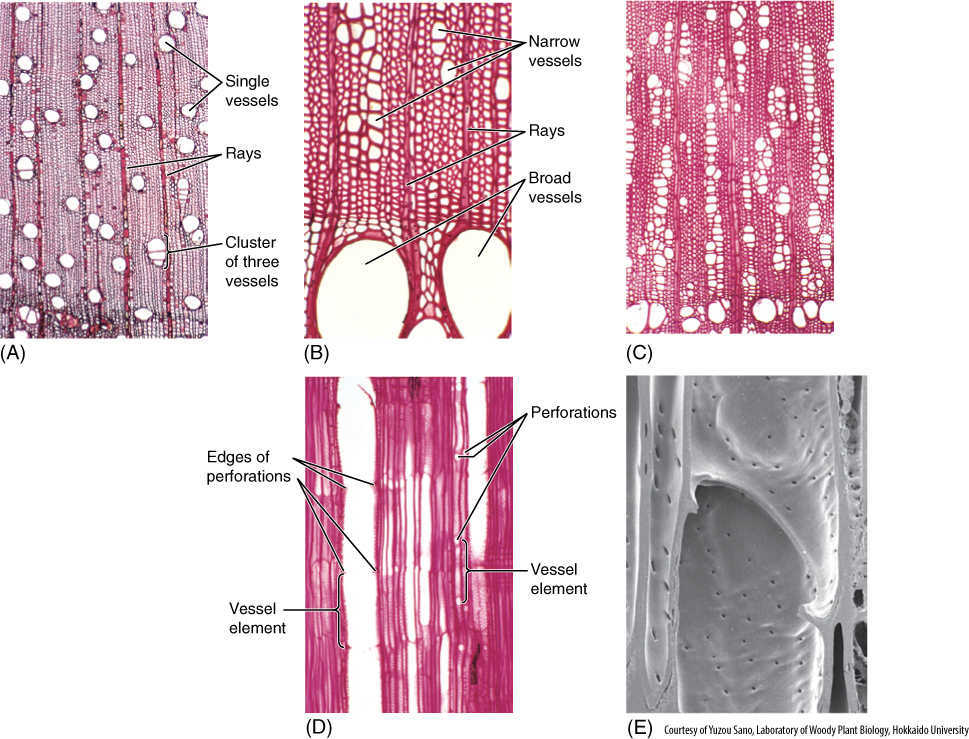 Single
vessels
Rays
Cluster
of three
vessels
(A)
Narrow
vessels
Rays
Broad
vessels
(B)
(C)
Edges of
perforations
Vessel
element
Perforations
Vessel
element
(D)
(E)
Courtesy of Yuzou Sano, Laboratory of Woody Plant Biology, Hokkaido University